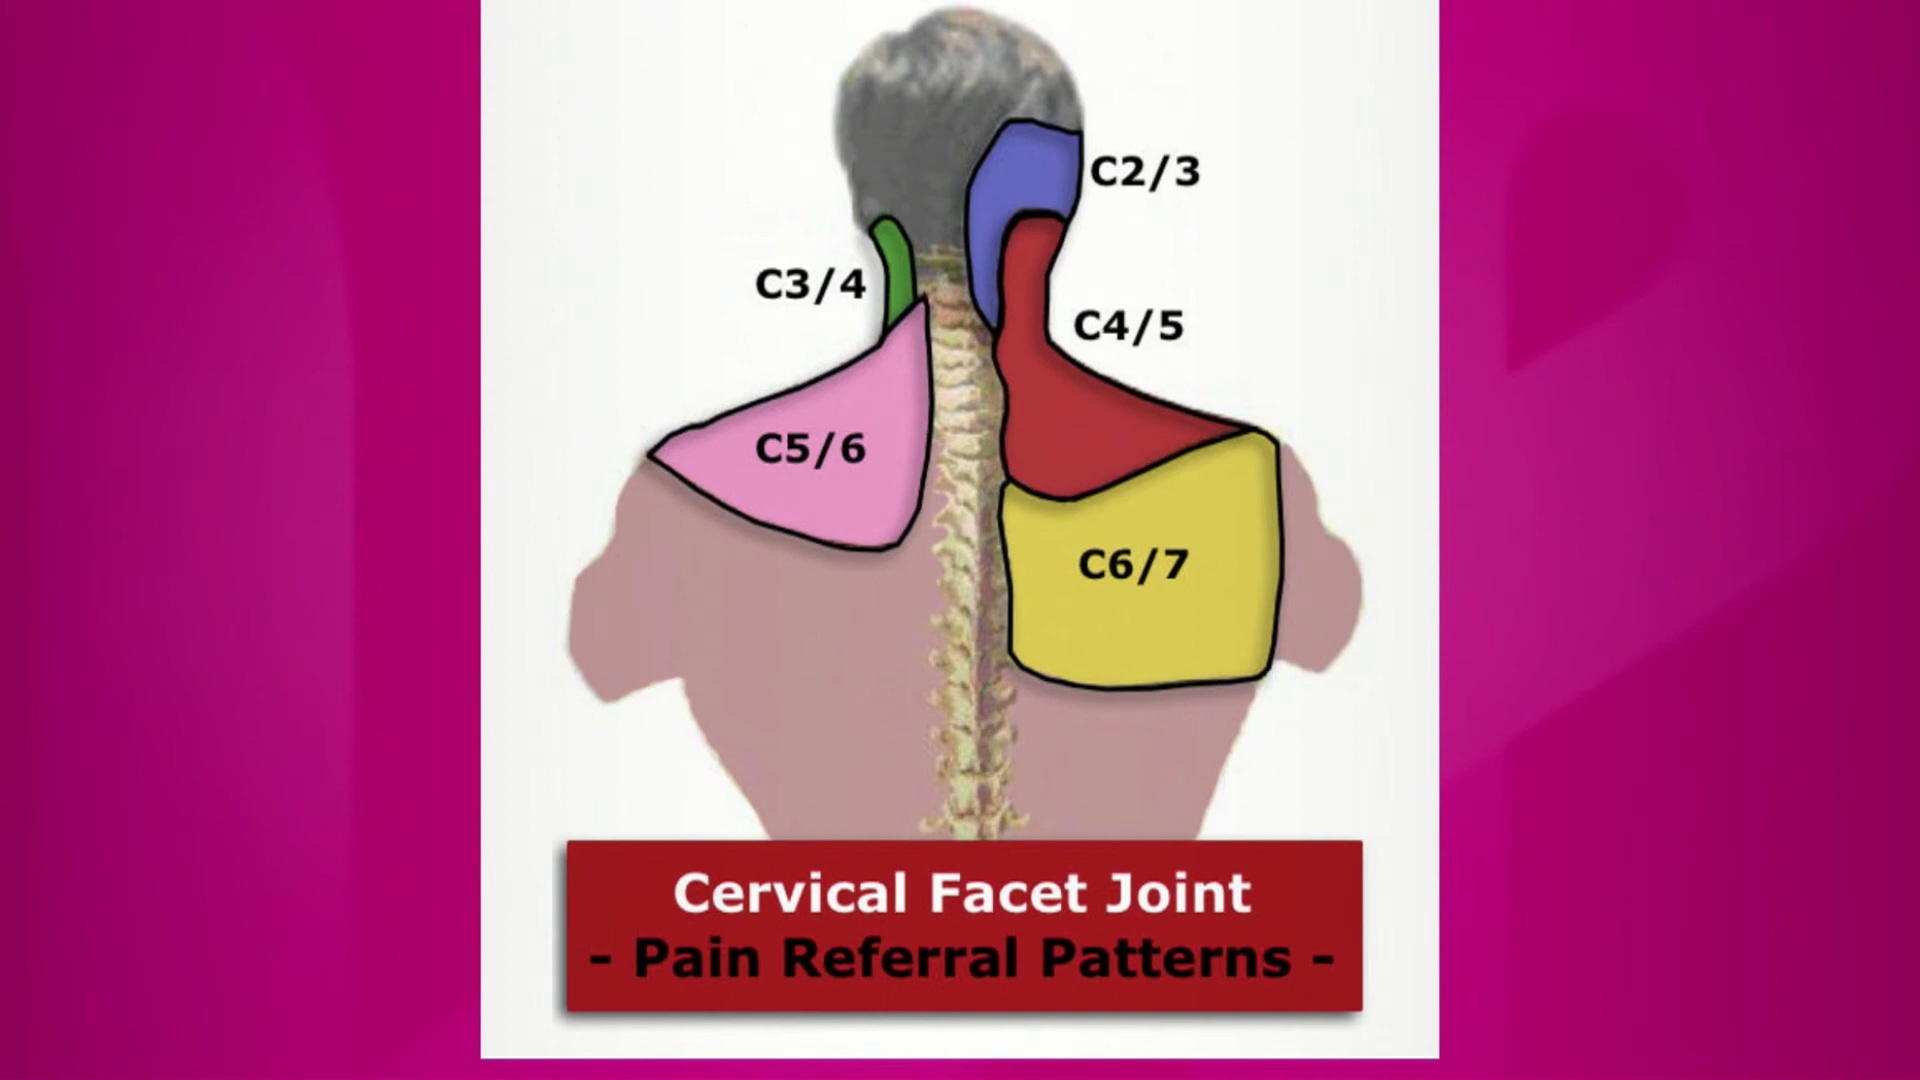 C2/3
C3/4
C4/5
C5/6
C6/7
Cervical Facet Joint
- Pain Referral Patterns -